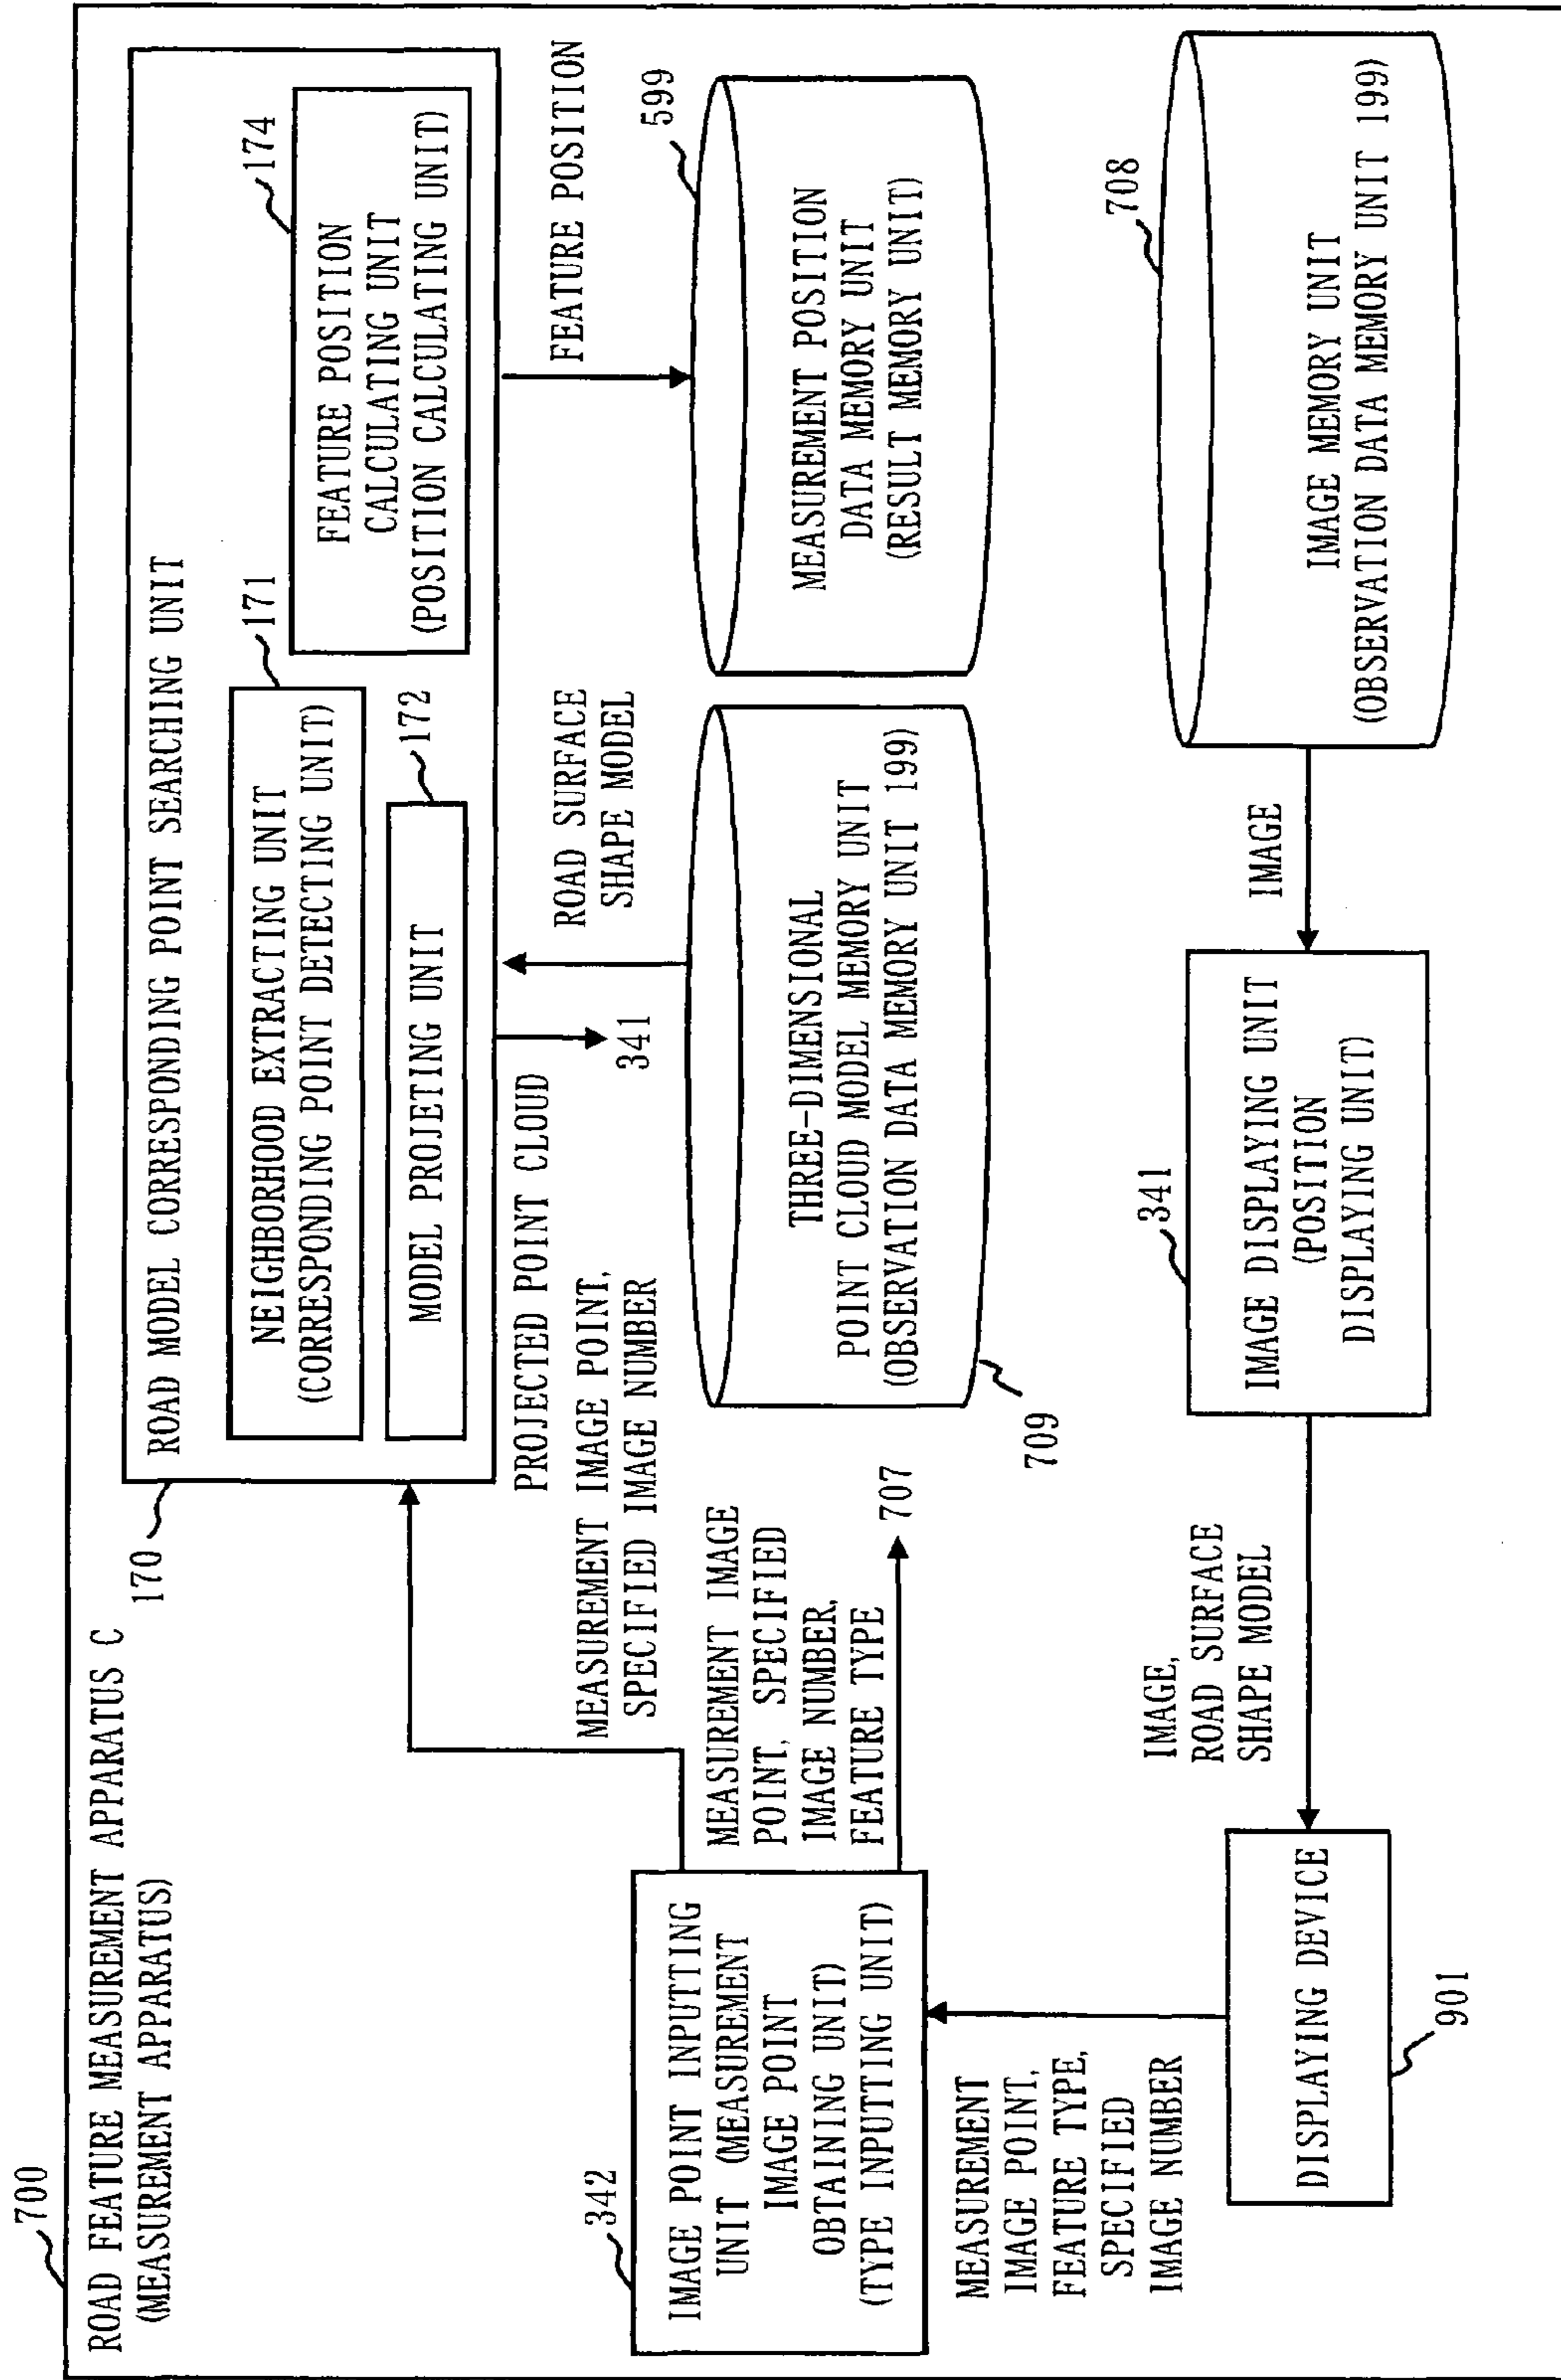 700
ROAD FEATURE MEASUREMENT APPARATUS C
(MEASUREMENT APPARATUS)
170
ROAD MODEL CORRESPONDING POINT SEARCHING UNIT
171
NEIGHBORHOOD EXTRACTING UNIT
(CORRESPONDING POINT DETECTING UNIT)
172
MODEL PROJETING UNIT
174
FEATURE POSITION
CALCULATING UNIT
(POSITION CALCULATING UNIT)
PROJECTED POINT CLOUD
341
ROAD SURFACE
SHAPE MODEL
FEATURE POSITION
MEASUREMENT IMAGE POINT,
SPECIFIED IMAGE NUMBER
342
IMAGE POINT INPUTTING
UNIT (MEASUREMENT
IMAGE POINT
OBTAINING UNIT)
(TYPE INPUTTING UNIT)
MEASUREMENT IMAGE
POINT, SPECIFIED
IMAGE NUMBER,
FEATURE TYPE
707
THREE-DIMENSIONAL
POINT CLOUD MODEL MEMORY UNIT
(OBSERVATION DATA MEMORY UNIT 199)
709
599
MEASUREMENT POSITION
DATA MEMORY UNIT
(RESULT MEMORY UNIT)
MEASUREMENT
IMAGE POINT,
FEATURE TYPE,
SPECIFIED
IMAGE NUMBER
DISPLAYING DEVICE
901
IMAGE,
ROAD SURFACE
SHAPE MODEL
341
IMAGE DISPLAYING UNIT
(POSITION
DISPLAYING UNIT)
IMAGE
708
IMAGE MEMORY UNIT
(OBSERVATION DATA MEMORY UNIT 199)